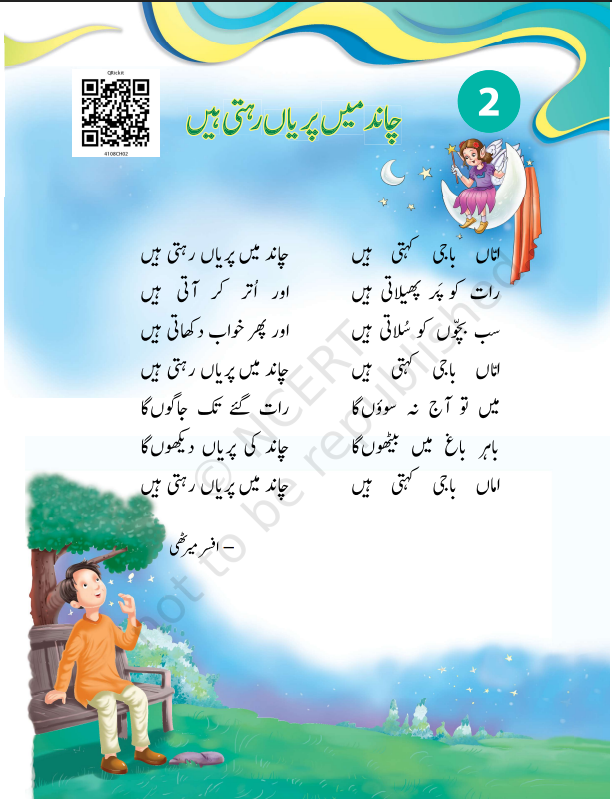 QRickit
4108CH02
2
چاند میں پریاں رہتی ہیں
امّاں باجی کہتی ہیں چاند میں پریاں رہتی ہیں
رات کو پَر پھیلاتی ہیں اور اُتر کر آتی ہیں
سب بچّوں کو سُلاتی ہیں اور پھر خواب دکھاتی ہیں
امّاں باجی کہتی ہیں چاند میں پریاں رہتی ہیں
میں تو آج نہ سوؤں گا رات گئے تک جاگوں گا
باہر باغ میں بیٹھوں گا چاند کی پریاں دیکھوں گا
اماں باجی کہتی ہیں چاند میں پریاں رہتی ہیں
– افسر میرٹھی
© NCERT
not to be republished